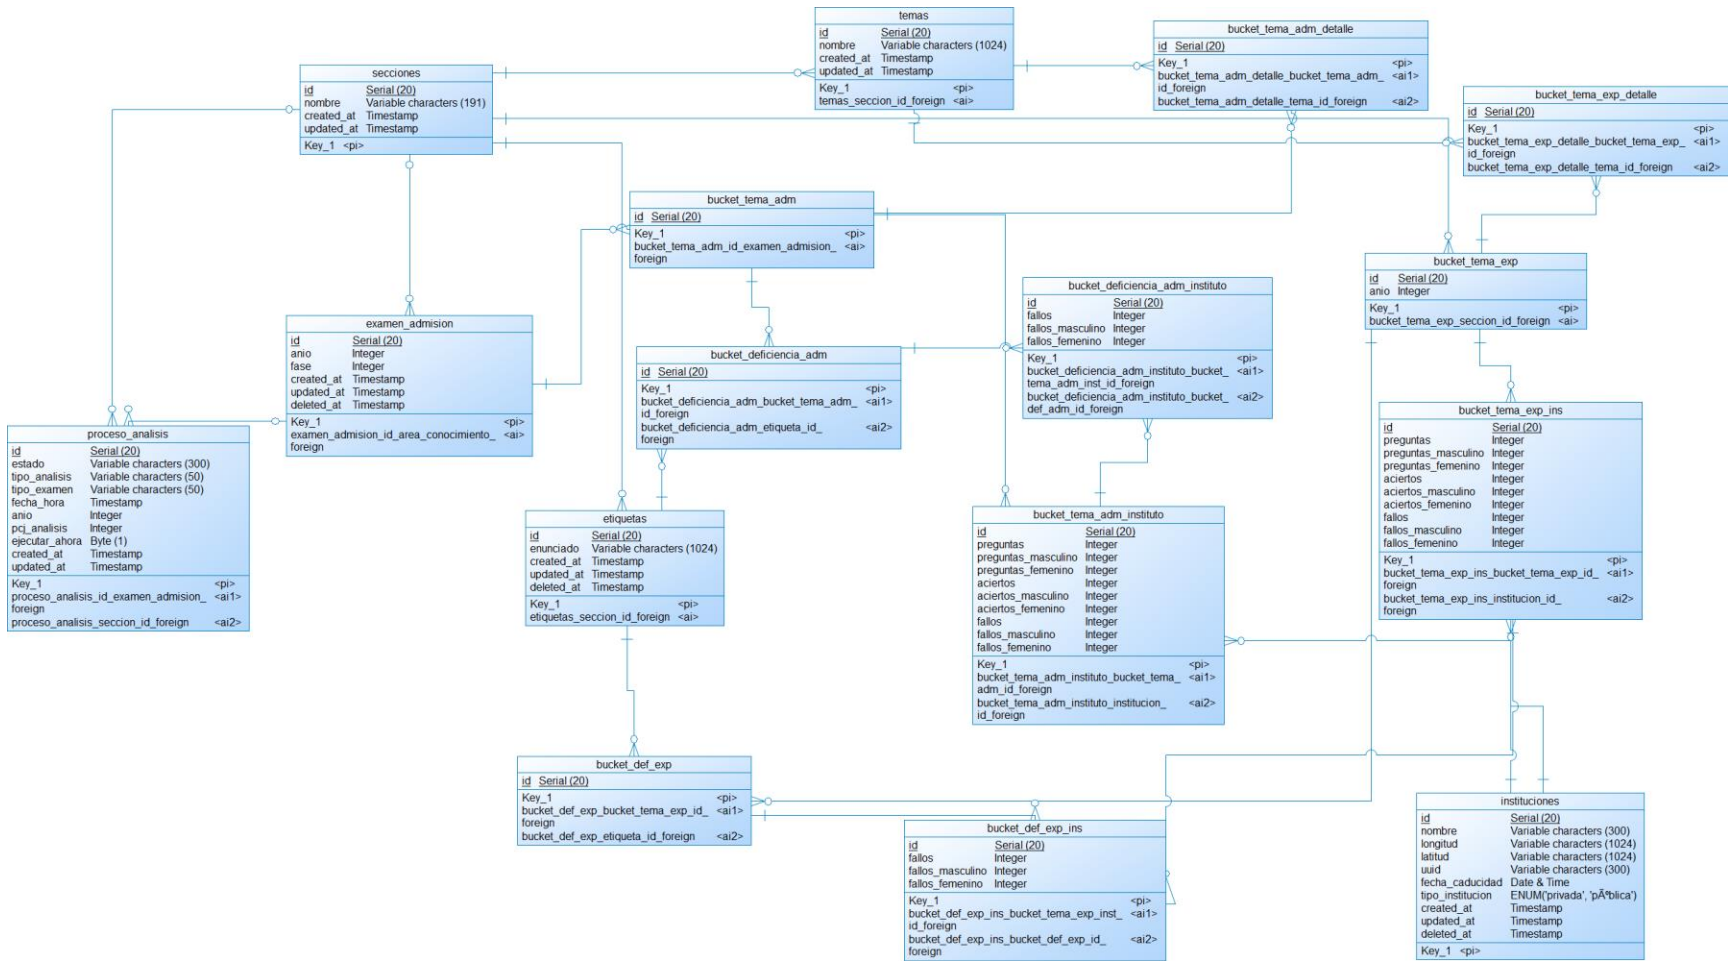 temas
id Serial (20)
nombre Variable characters (1024)
created_at Timestamp
updated_at Timestamp
Key_1 <pi>
temas_seccion_id_foreign <ai>
bucket_tema_adm_detalle
id Serial (20)
Key_1 <pi>
bucket_tema_adm_detalle_bucket_tema_adm_ <ai1>
id_foreign
bucket_tema_adm_detalle_tema_id_foreign <ai2>
secciones
id Serial (20)
nombre Variable characters (191)
created_at Timestamp
updated_at Timestamp
Key_1 <pi>
bucket_tema_exp_detalle
id Serial (20)
Key_1 <pi>
bucket_tema_exp_detalle_bucket_tema_exp_ <ai1>
id_foreign
bucket_tema_exp_detalle_tema_id_foreign <ai2>
bucket_tema_adm
id Serial (20)
Key_1 <pi>
bucket_tema_adm_id_examen_admision_ <ai>
foreign
bucket_tema_exp
id Serial (20)
anio Integer
Key_1 <pi>
bucket_tema_exp_seccion_id_foreign <ai>
bucket_deficiencia_adm_instituto
id Serial (20)
fallos Integer
fallos_masculino Integer
fallos_femenino Integer
Key_1 <pi>
bucket_deficiencia_adm_instituto_bucket_ <ai1>
tema_adm_inst_id_foreign
bucket_deficiencia_adm_instituto_bucket_ <ai2>
def_adm_id_foreign
examen_admision
id Serial (20)
anio Integer
fase Integer
created_at Timestamp
updated_at Timestamp
deleted_at Timestamp
Key_1 <pi>
examen_admision_id_area_conocimiento_ <ai>
foreign
bucket_deficiencia_adm
id Serial (20)
Key_1 <pi>
bucket_deficiencia_adm_bucket_tema_adm_ <ai1>
id_foreign
bucket_deficiencia_adm_etiqueta_id_ <ai2>
foreign
bucket_tema_exp_ins
id Serial (20)
preguntas Integer
preguntas_masculino Integer
preguntas_femenino Integer
aciertos Integer
aciertos_masculino Integer
aciertos_femenino Integer
fallos Integer
fallos_masculino Integer
fallos_femenino Integer
Key_1 <pi>
bucket_tema_exp_ins_bucket_tema_exp_id_ <ai1>
foreign
bucket_tema_exp_ins_institucion_id_ <ai2>
foreign
proceso_analisis
id Serial (20)
estado Variable characters (300)
tipo_analisis Variable characters (50)
tipo_examen Variable characters (50)
fecha_hora Timestamp
anio Integer
pcj_analisis Integer
ejecutar_ahora Byte (1)
created_at Timestamp
updated_at Timestamp
Key_1 <pi>
proceso_analisis_id_examen_admision_ <ai1>
foreign
proceso_analisis_seccion_id_foreign <ai2>
etiquetas
id Serial (20)
enunciado Variable characters (1024)
created_at Timestamp
updated_at Timestamp
deleted_at Timestamp
Key_1 <pi>
etiquetas_seccion_id_foreign <ai>
bucket_tema_adm_instituto
id Serial (20)
preguntas Integer
preguntas_masculino Integer
preguntas_femenino Integer
aciertos Integer
aciertos_masculino Integer
aciertos_femenino Integer
fallos Integer
fallos_masculino Integer
fallos_femenino Integer
Key_1 <pi>
bucket_tema_adm_instituto_bucket_tema_ <ai1>
adm_id_foreign
bucket_tema_adm_instituto_institucion_ <ai2>
id_foreign
bucket_def_exp
id Serial (20)
Key_1 <pi>
bucket_def_exp_bucket_tema_exp_id_ <ai1>
foreign
bucket_def_exp_etiqueta_id_foreign <ai2>
bucket_def_exp_ins
id Serial (20)
fallos Integer
fallos_masculino Integer
fallos_femenino Integer
Key_1 <pi>
bucket_def_exp_ins_bucket_tema_exp_inst_ <ai1>
id_foreign
bucket_def_exp_ins_bucket_def_exp_id_ <ai2>
foreign
instituciones
id Serial (20)
nombre Variable characters (300)
longitud Variable characters (1024)
latitud Variable characters (1024)
uuid Variable characters (300)
fecha_caducidad Date & Time
tipo_institucion ENUM('privada', 'pÃºblica')
created_at Timestamp
updated_at Timestamp
deleted_at Timestamp
Key_1 <pi>